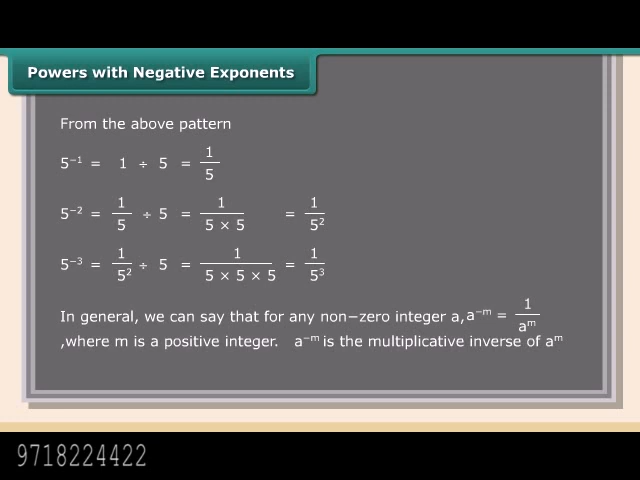 Powers with Negative Exponents
From the above pattern
5⁻¹ = 1 ÷ 5 = 1/5
5⁻² = 1/5 ÷ 5 = 1/(5 × 5) = 1/5²
5⁻³ = 1/5² ÷ 5 = 1/(5 × 5 × 5) = 1/5³
In general, we can say that for any non−zero integer a, a⁻ᵐ = 1/aᵐ
,where m is a positive integer. a⁻ᵐ is the multiplicative inverse of aᵐ
9718224422